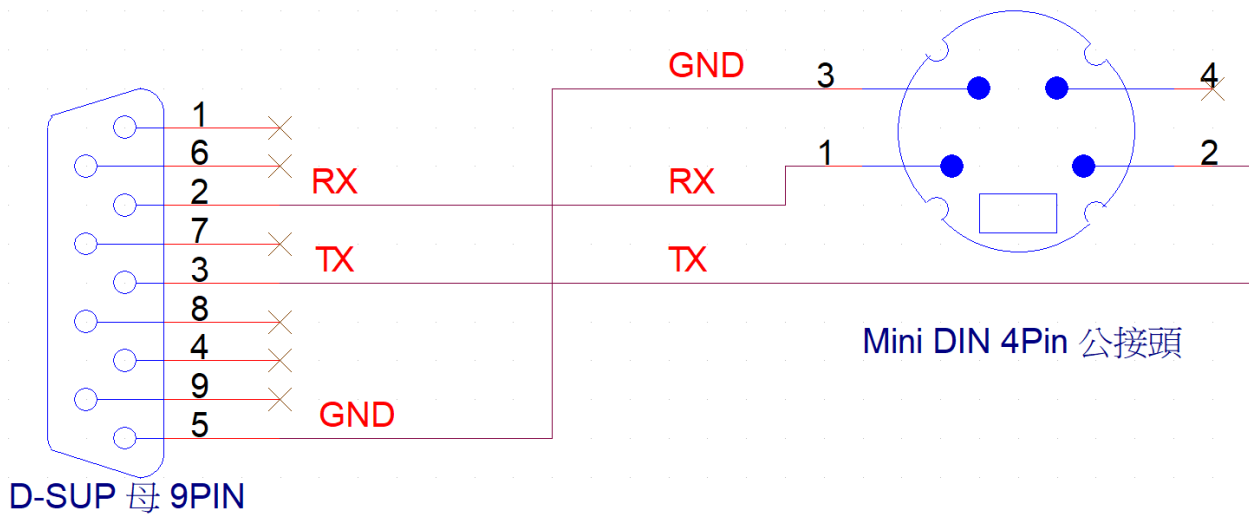 GND
3
4
1
6
RX
RX
1
2
2
7
TX
TX
3
8
4
Mini DIN 4Pin 公接頭
9
GND
5
D-SUP 母 9PIN